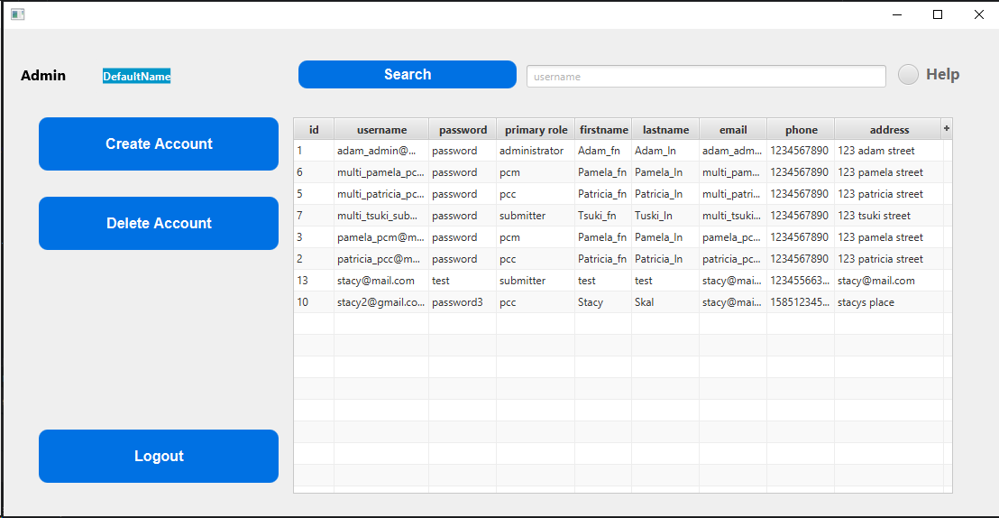 Admin DefaultName Search username Help
Create Account
Delete Account
Logout
id username password primary role firstname lastname email phone address +
1 adam_admin@... password administrator Adam_fn Adam_ln adam_adm... 1234567890 123 adam street
6 multi_pamela_pc... password pcm Pamela_fn Pamela_ln multi_pam... 1234567890 123 pamela street
5 multi_patricia_pc... password pcc Patricia_fn Patricia_ln multi_patri... 1234567890 123 patricia street
7 multi_tsuki_sub... password submitter Tsuki_fn Tuski_ln multi_tsuki... 1234567890 123 tsuki street
3 pamela_pcm@m... password pcm Pamela_fn Pamela_ln pamela_pc... 1234567890 123 pamela street
2 patricia_pcc@m... password pcc Patricia_fn Patricia_ln patricia_pc... 1234567890 123 patricia street
13 stacy@mail.com test submitter test test stacy@mai... 123455663... stacy@mail.com
10 stacy2@gmail.co... password3 pcc Stacy Skal stacy@mai... 158512345... stacys place